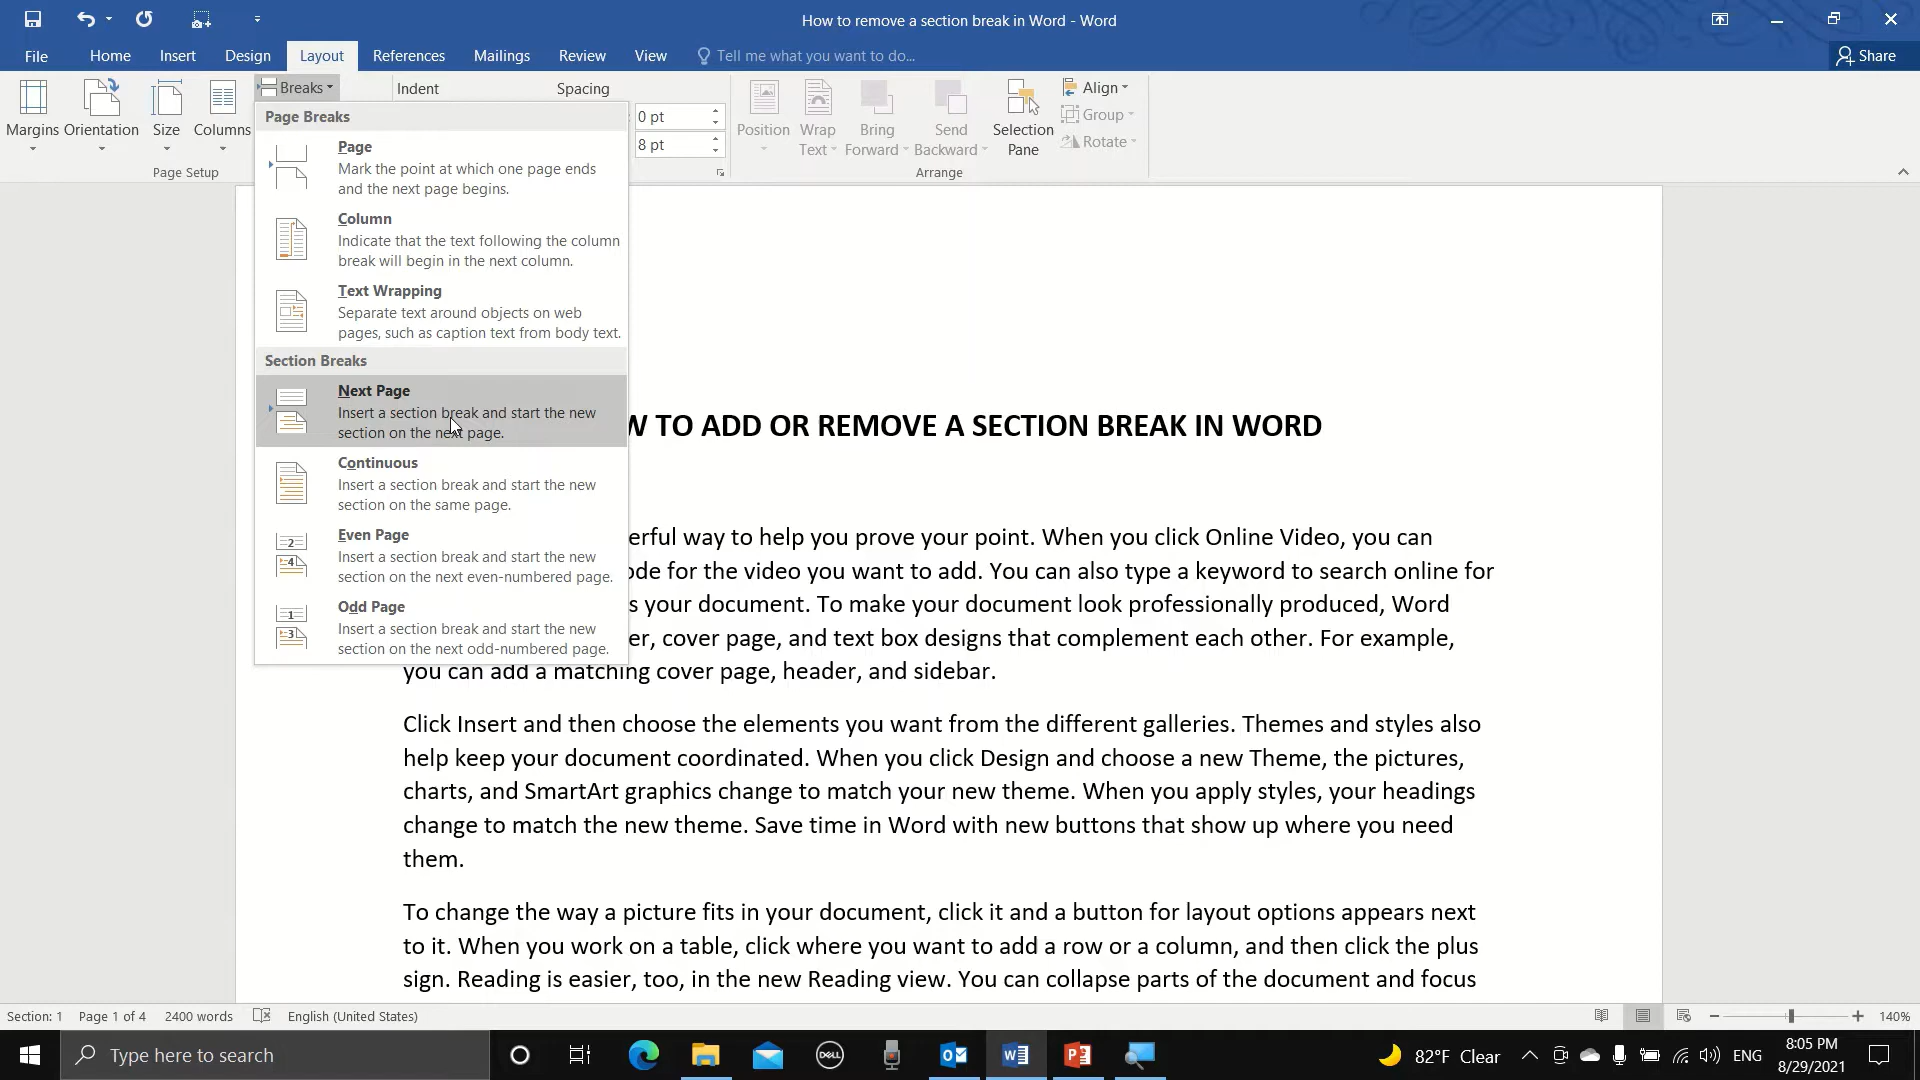 How to remove a section break in Word - Word
File Home Insert Design Layout References Mailings Review View Tell me what you want to do... Share
Margins Orientation Size Columns
Breaks
Indent Spacing
0 pt
8 pt
Position Wrap Text Bring Forward Send Backward Selection Pane
Align
Group
Rotate
Page Setup
Arrange
Page Breaks
Page
Mark the point at which one page ends
and the next page begins.
Column
Indicate that the text following the column
break will begin in the next column.
Text Wrapping
Separate text around objects on web
pages, such as caption text from body text.
Section Breaks
Next Page
Insert a section break and start the new
section on the next page.
Continuous
Insert a section break and start the new
section on the same page.
Even Page
Insert a section break and start the new
section on the next even-numbered page.
Odd Page
Insert a section break and start the new
section on the next odd-numbered page.
W TO ADD OR REMOVE A SECTION BREAK IN WORD
erful way to help you prove your point. When you click Online Video, you can
ode for the video you want to add. You can also type a keyword to search online for
s your document. To make your document look professionally produced, Word
er, cover page, and text box designs that complement each other. For example,
you can add a matching cover page, header, and sidebar.
Click Insert and then choose the elements you want from the different galleries. Themes and styles also
help keep your document coordinated. When you click Design and choose a new Theme, the pictures,
charts, and SmartArt graphics change to match your new theme. When you apply styles, your headings
change to match the new theme. Save time in Word with new buttons that show up where you need
them.
To change the way a picture fits in your document, click it and a button for layout options appears next
to it. When you work on a table, click where you want to add a row or a column, and then click the plus
sign. Reading is easier, too, in the new Reading view. You can collapse parts of the document and focus
Section: 1 Page 1 of 4 2400 words English (United States) 140%
Type here to search
DELL
82°F Clear
ENG
8:05 PM
8/29/2021